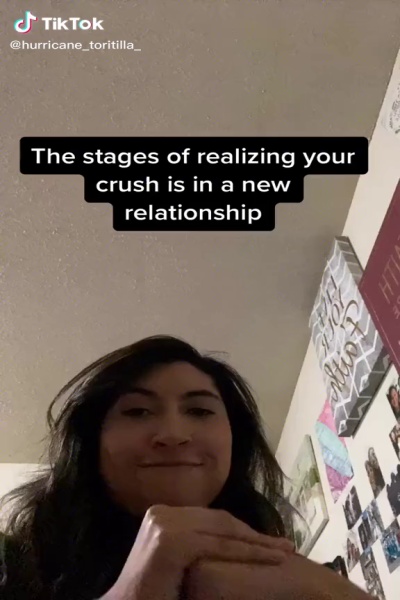 TikTok
@hurricane_toritilla_
The stages of realizing your
crush is in a new
relationship